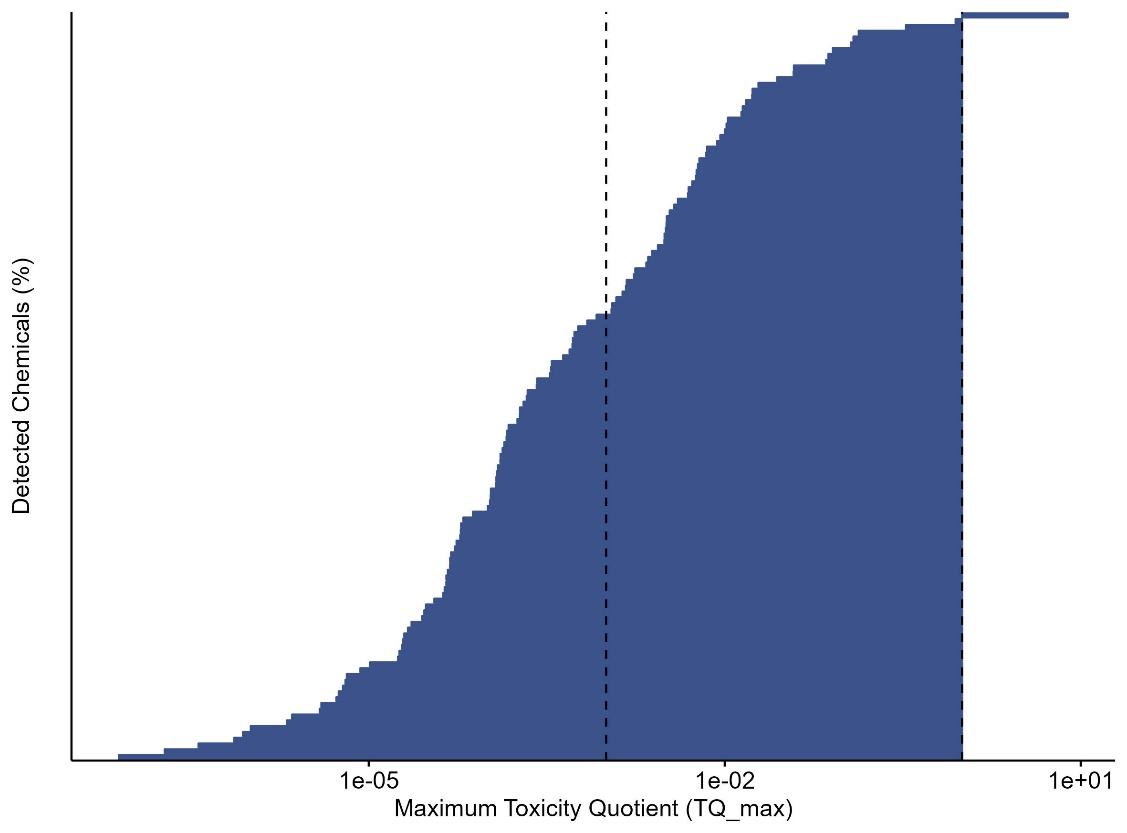 Detected Chemicals (%)
1e-05
1e-02
1e+01
Maximum Toxicity Quotient (TQ_max)